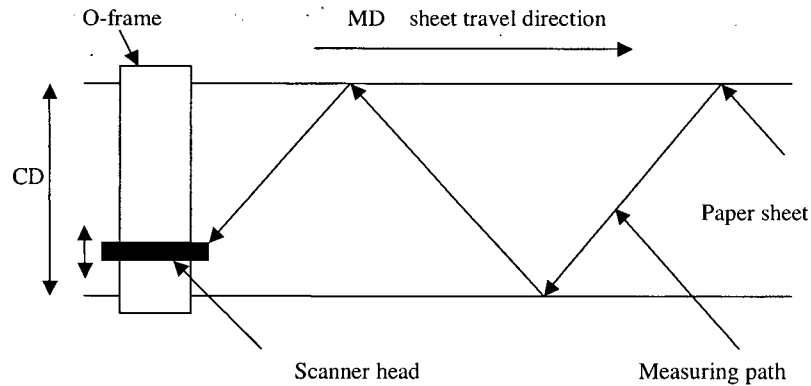 O-frame
MD sheet travel direction
CD
Paper sheet
Scanner head
Measuring path